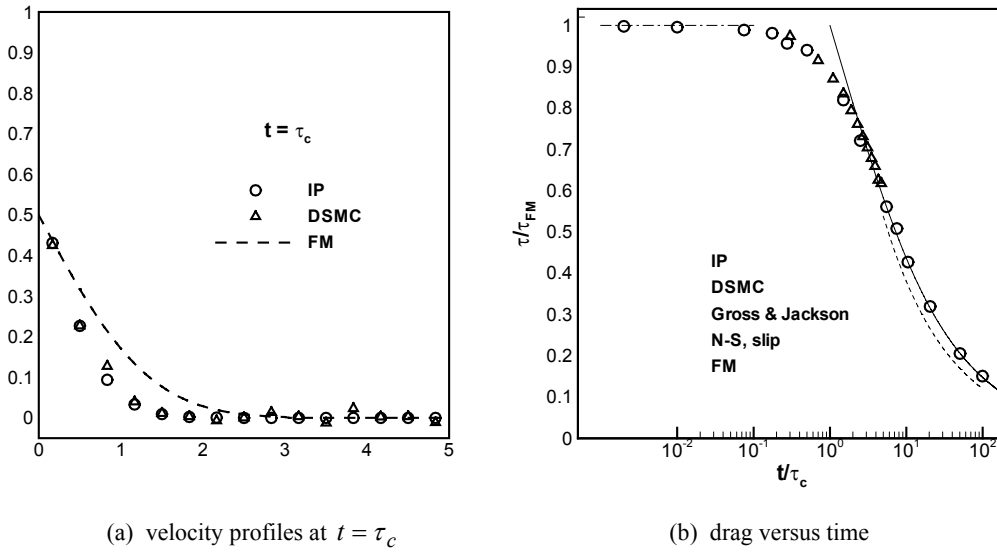 1
0.9
0.8
0.7
0.6
0.5
0.4
0.3
0.2
0.1
0
0 1 2 3 4 5
t = τc
IP
DSMC
FM
(a) velocity profiles at t = τc
τ/τFM
1
0.9
0.8
0.7
0.6
0.5
0.4
0.3
0.2
0.1
0
IP
DSMC
Gross & Jackson
N-S, slip
FM
10-2 10-1 100 101 102
t/τc
(b) drag versus time